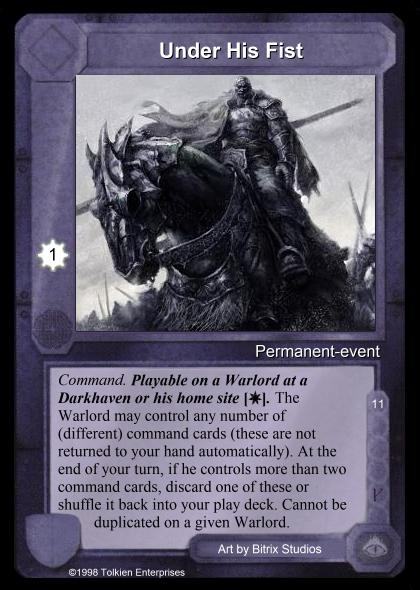 Under His Fist
1
Permanent-event
Command. Playable on a Warlord at a
Darkhaven or his home site [✷]. The
Warlord may control any number of
(different) command cards (these are not
returned to your hand automatically). At the
end of your turn, if he controls more than two
command cards, discard one of these or
shuffle it back into your play deck. Cannot be
duplicated on a given Warlord.
11
Art by Bitrix Studios
©1998 Tolkien Enterprises